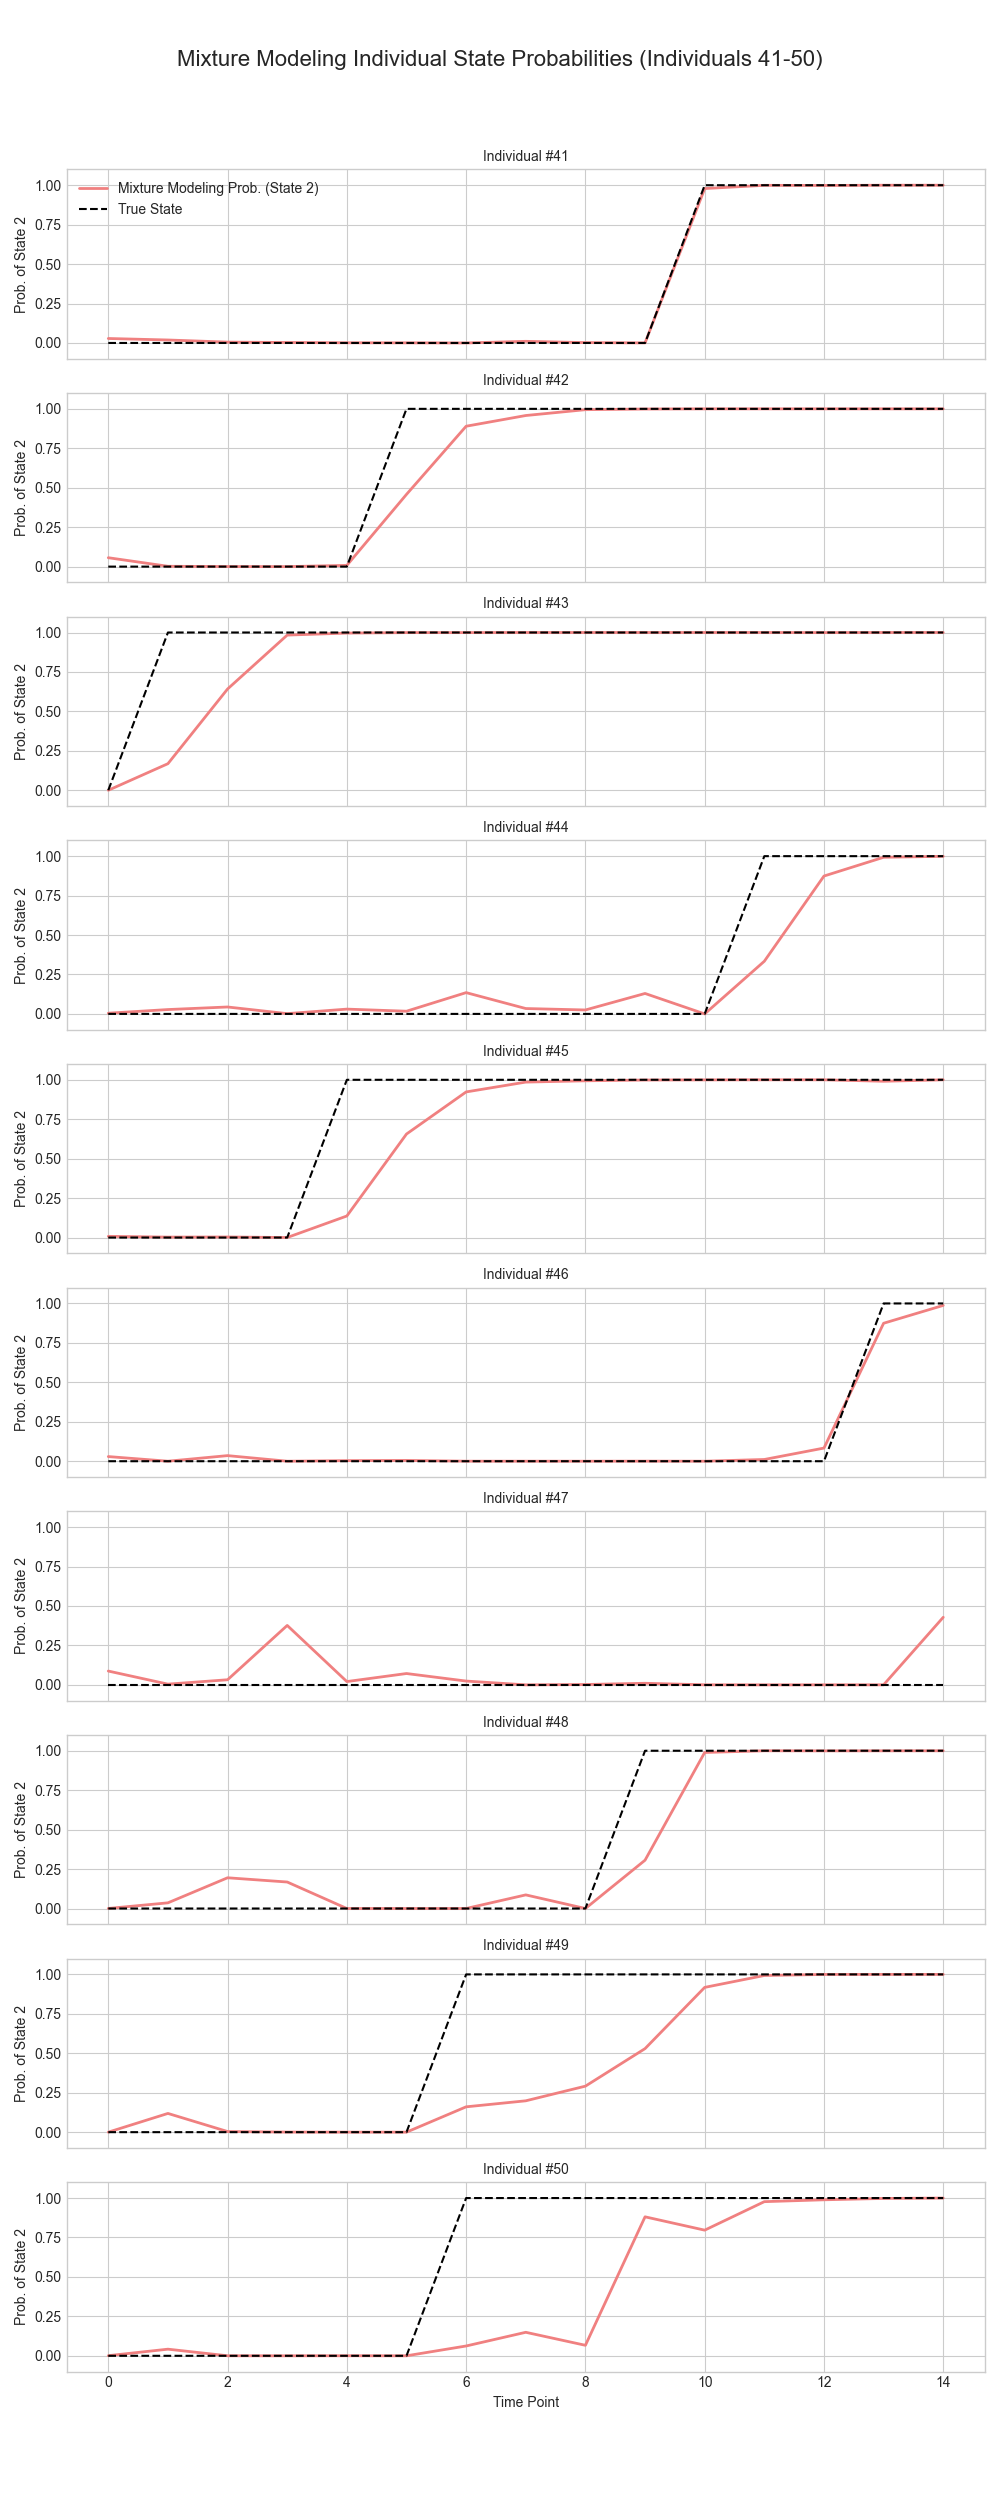 Mixture Modeling Individual State Probabilities (Individuals 41-50)
Individual #41
Mixture Modeling Prob. (State 2)
True State
1.00
0.75
0.50
0.25
0.00
Prob. of State 2
Individual #42
1.00
0.75
0.50
0.25
0.00
Prob. of State 2
Individual #43
1.00
0.75
0.50
0.25
0.00
Prob. of State 2
Individual #44
1.00
0.75
0.50
0.25
0.00
Prob. of State 2
Individual #45
1.00
0.75
0.50
0.25
0.00
Prob. of State 2
Individual #46
1.00
0.75
0.50
0.25
0.00
Prob. of State 2
Individual #47
1.00
0.75
0.50
0.25
0.00
Prob. of State 2
Individual #48
1.00
0.75
0.50
0.25
0.00
Prob. of State 2
Individual #49
1.00
0.75
0.50
0.25
0.00
Prob. of State 2
Individual #50
1.00
0.75
0.50
0.25
0.00
Prob. of State 2
0 2 4 6 8 10 12 14
Time Point